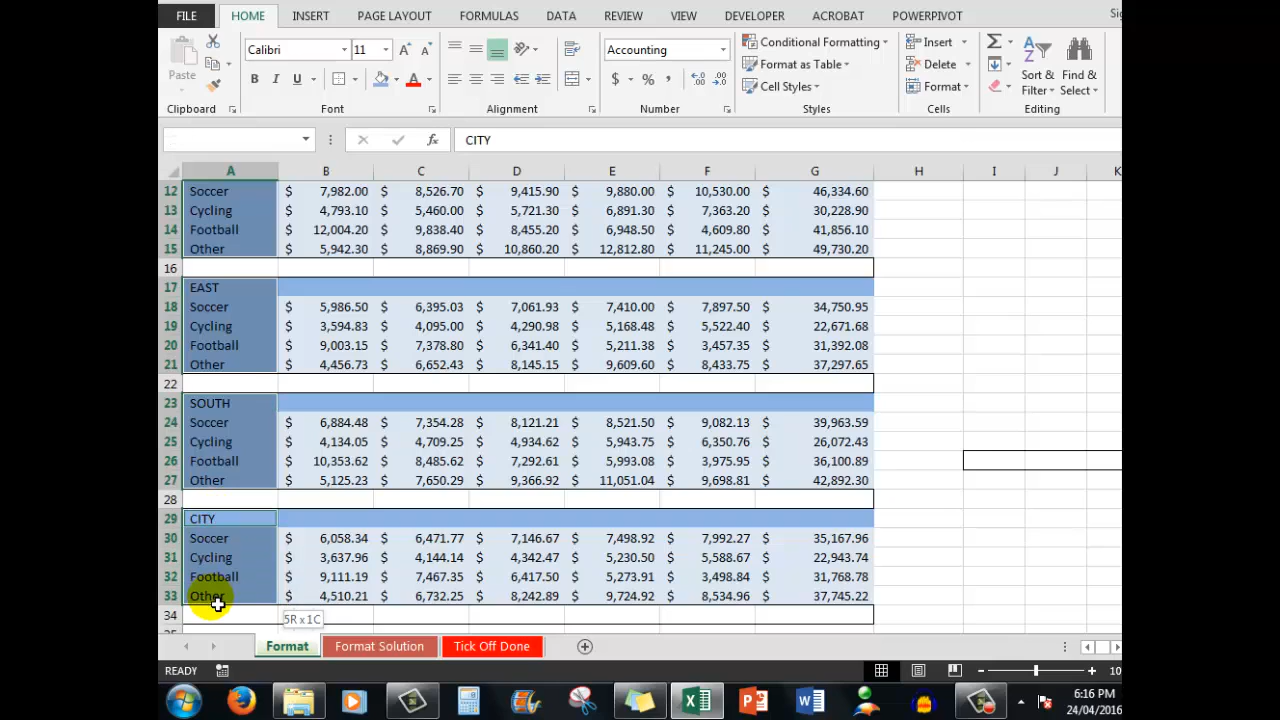 FILE HOME INSERT PAGE LAYOUT FORMULAS DATA REVIEW VIEW DEVELOPER ACROBAT POWERPIVOT
Paste
Clipboard
Calibri 11
B I U
Font
Alignment
Accounting
$ % ,
Number
Conditional Formatting
Format as Table
Cell Styles
Styles
Insert
Delete
Format
Cells
Sort & Filter
Find & Select
Editing
fx CITY
A B C D E F G H I J K
12 Soccer $ 7,982.00 $ 8,526.70 $ 9,415.90 $ 9,880.00 $ 10,530.00 $ 46,334.60
13 Cycling $ 4,793.10 $ 5,460.00 $ 5,721.30 $ 6,891.30 $ 7,363.20 $ 30,228.90
14 Football $ 12,004.20 $ 9,838.40 $ 8,455.20 $ 6,948.50 $ 4,609.80 $ 41,856.10
15 Other $ 5,942.30 $ 8,869.90 $ 10,860.20 $ 12,812.80 $ 11,245.00 $ 49,730.20
16
17 EAST
18 Soccer $ 5,986.50 $ 6,395.03 $ 7,061.93 $ 7,410.00 $ 7,897.50 $ 34,750.95
19 Cycling $ 3,594.83 $ 4,095.00 $ 4,290.98 $ 5,168.48 $ 5,522.40 $ 22,671.68
20 Football $ 9,003.15 $ 7,378.80 $ 6,341.40 $ 5,211.38 $ 3,457.35 $ 31,392.08
21 Other $ 4,456.73 $ 6,652.43 $ 8,145.15 $ 9,609.60 $ 8,433.75 $ 37,297.65
22
23 SOUTH
24 Soccer $ 6,884.48 $ 7,354.28 $ 8,121.21 $ 8,521.50 $ 9,082.13 $ 39,963.59
25 Cycling $ 4,134.05 $ 4,709.25 $ 4,934.62 $ 5,943.75 $ 6,350.76 $ 26,072.43
26 Football $ 10,353.62 $ 8,485.62 $ 7,292.61 $ 5,993.08 $ 3,975.95 $ 36,100.89
27 Other $ 5,125.23 $ 7,650.29 $ 9,366.92 $ 11,051.04 $ 9,698.81 $ 42,892.30
28
29 CITY
30 Soccer $ 6,058.34 $ 6,471.77 $ 7,146.67 $ 7,498.92 $ 7,992.27 $ 35,167.96
31 Cycling $ 3,637.96 $ 4,144.14 $ 4,342.47 $ 5,230.50 $ 5,588.67 $ 22,943.74
32 Football $ 9,111.19 $ 7,467.35 $ 6,417.50 $ 5,273.91 $ 3,498.84 $ 31,768.78
33 Other $ 4,510.21 $ 6,732.25 $ 8,242.89 $ 9,724.92 $ 8,534.96 $ 37,745.22
34
5R x 1C
Format Format Solution Tick Off Done
READY
6:16 PM
24/04/2016